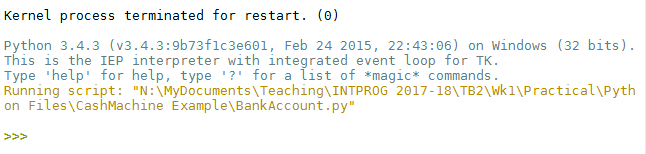 Kernel process terminated for restart. (0)
Python 3.4.3 (v3.4.3:9b73f1c3e601, Feb 24 2015, 22:43:06) on Windows (32 bits).
This is the IEP interpreter with integrated event loop for TK.
Type 'help' for help, type '?' for a list of *magic* commands.
Running script: "N:\MyDocuments\Teaching\INTPROG 2017-18\TB2\Wk1\Practical\Pyth
on Files\CashMachine Example\BankAccount.py"
>>>